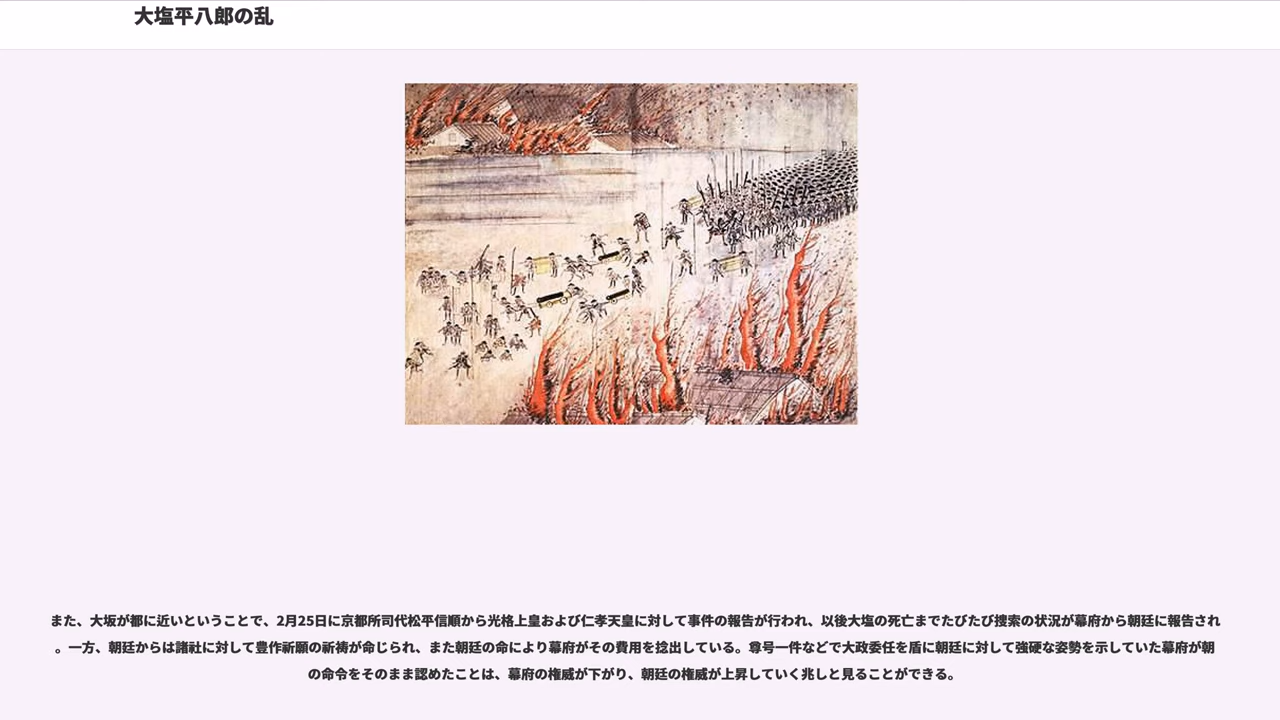 大塩平八郎の乱
また、大坂が都に近いということで、2月25日に京都所司代松平信順から光格上皇および仁孝天皇に対して事件の報告が行われ、以後大塩の死亡までたびたび捜索の状況が幕府から朝廷に報告され
。一方、朝廷からは諸社に対して豊作祈願の祈祷が命じられ、また朝廷の命により幕府がその費用を捻出している。尊号一件などで大政委任を盾に朝廷に対して強硬な姿勢を示していた幕府が朝
の命令をそのまま認めたことは、幕府の権威が下がり、朝廷の権威が上昇していく兆しと見ることができる。